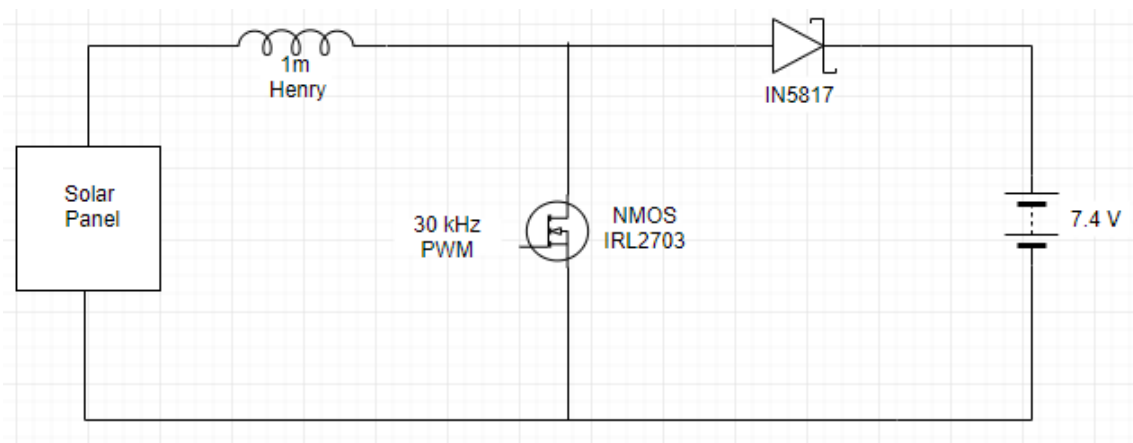 1m
Henry
IN5817
Solar
Panel
30 kHz
PWM
NMOS
IRL2703
7.4 V